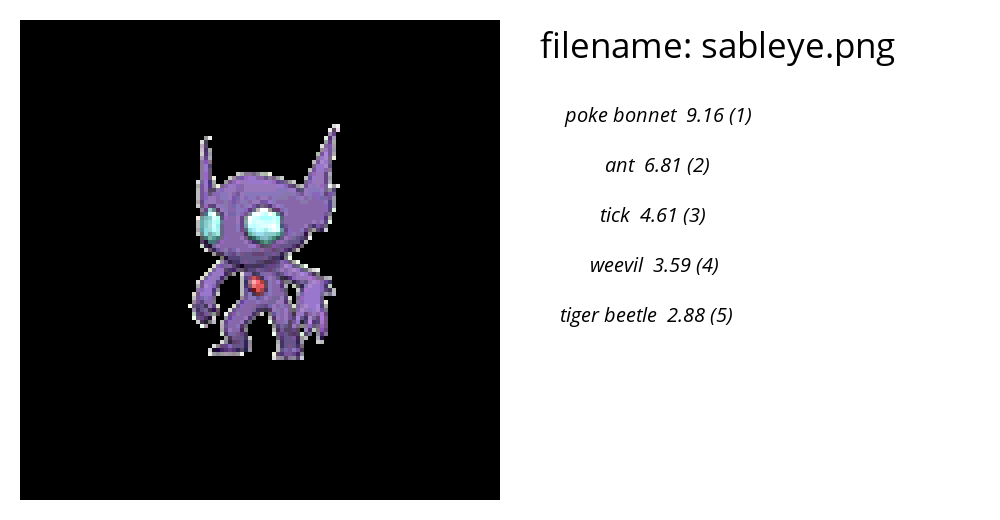 filename: sableye.png
poke bonnet 9.16 (1)
ant 6.81 (2)
tick 4.61 (3)
weevil 3.59 (4)
tiger beetle 2.88 (5)